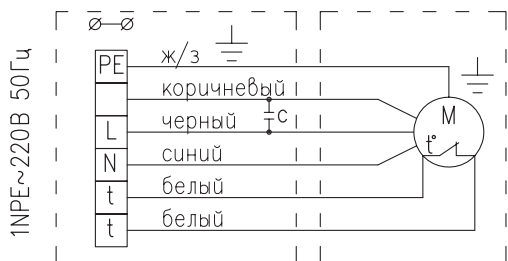 1NPE~220В 50Гц
PE ж/з
коричневый
L черный C
N синий
t белый
t белый
M
t°